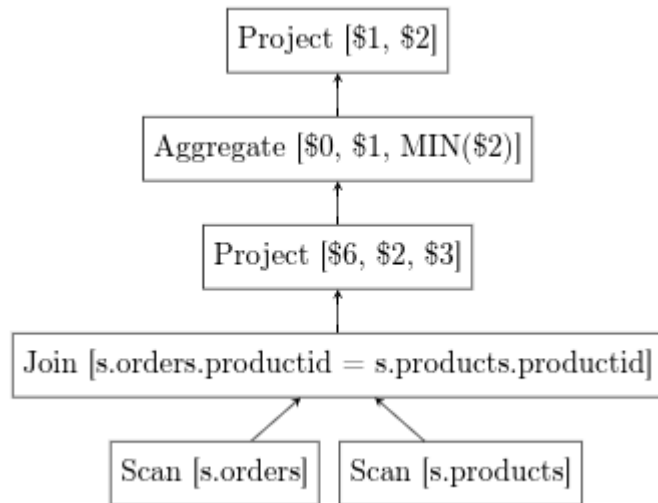 Project [$1, $2]
Aggregate [$0, $1, MIN($2)]
Project [$6, $2, $3]
Join [s.orders.productid = s.products.productid]
Scan [s.orders]
Scan [s.products]